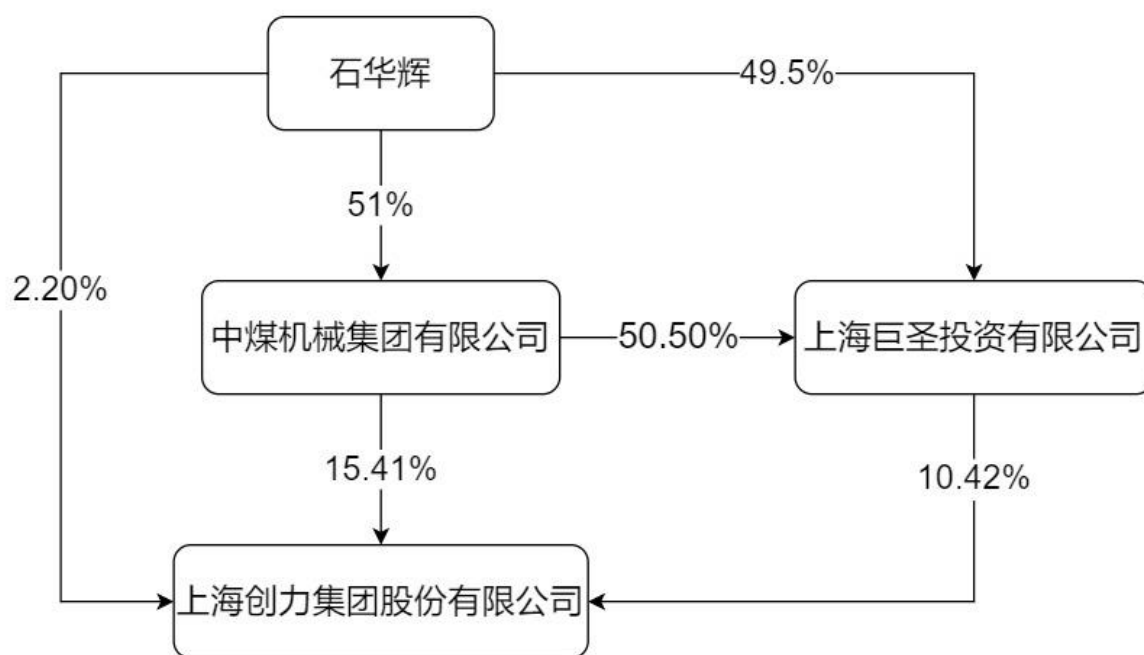 石华辉
49.5%
51%
2.20%
中煤机械集团有限公司
50.50%
上海巨圣投资有限公司
15.41%
10.42%
上海创力集团股份有限公司